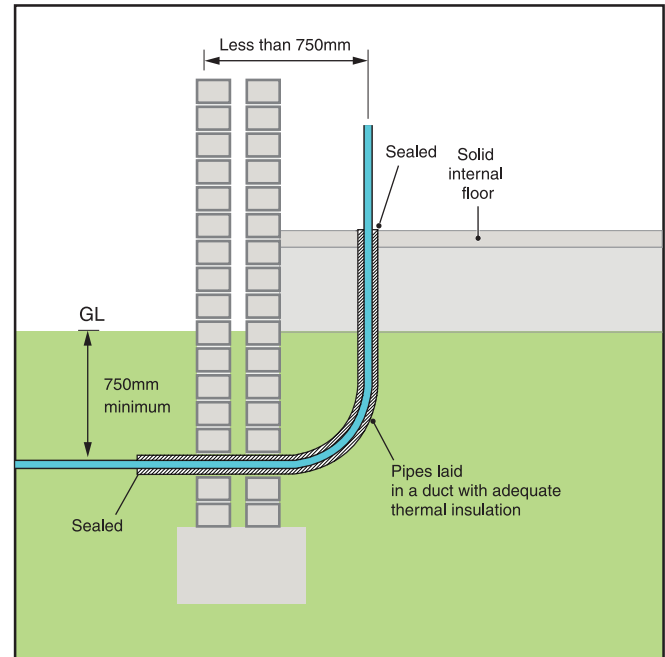 Less than 750mm
Sealed
Solid
internal
floor
GL
750mm
minimum
Pipes laid
in a duct with adequate
thermal insulation
Sealed